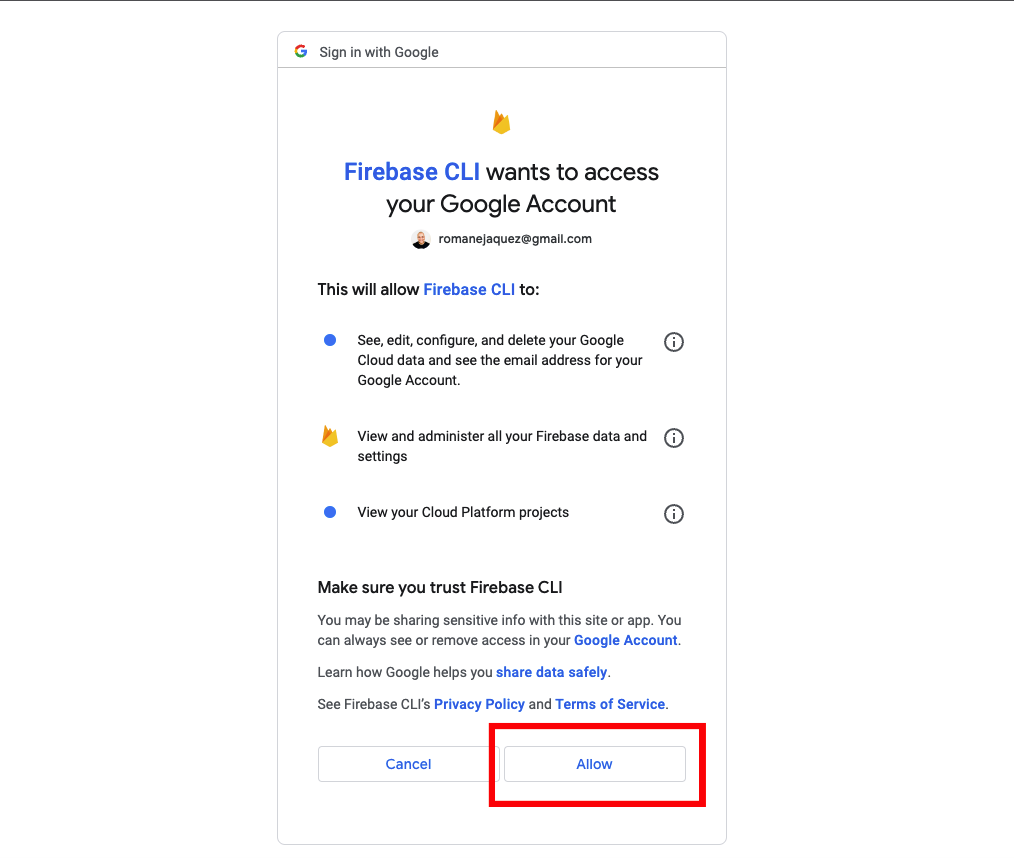 Sign in with Google
Firebase CLI wants to access
your Google Account
romanejaquez@gmail.com
This will allow Firebase CLI to:
See, edit, configure, and delete your Google
Cloud data and see the email address for your
Google Account.
View and administer all your Firebase data and
settings
View your Cloud Platform projects
Make sure you trust Firebase CLI
You may be sharing sensitive info with this site or app. You
can always see or remove access in your Google Account.
Learn how Google helps you share data safely.
See Firebase CLI’s Privacy Policy and Terms of Service.
Cancel Allow